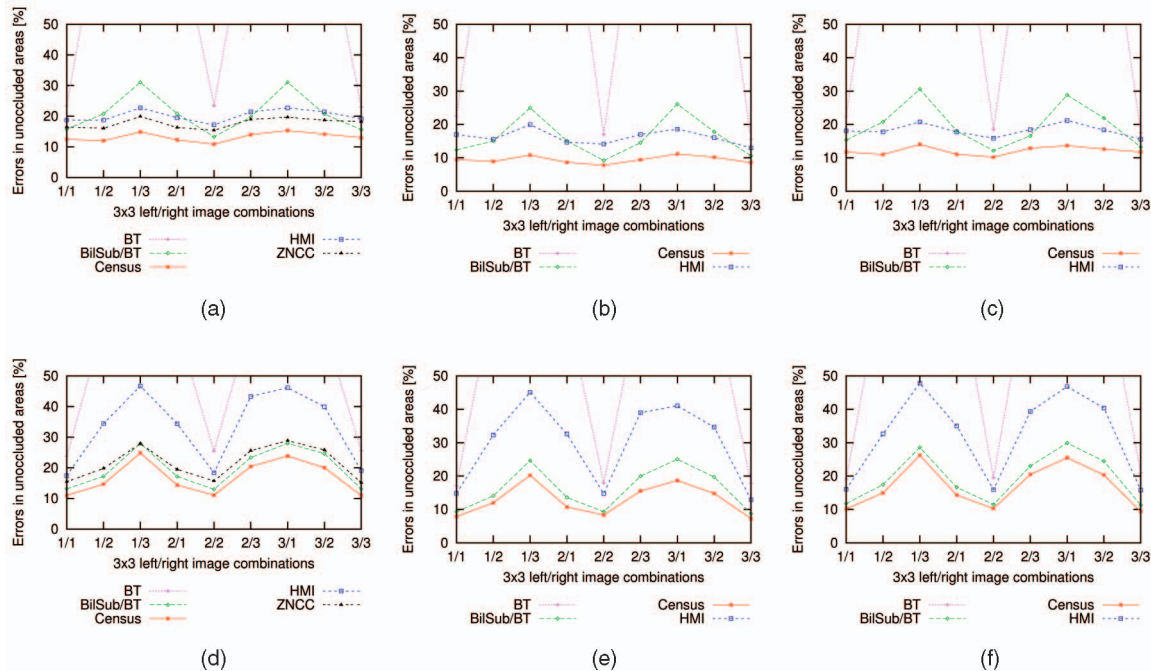 Errors in unoccluded areas [%]
50
40
30
20
10
0
1/1 1/2 1/3 2/1 2/2 2/3 3/1 3/2 3/3
3x3 left/right image combinations
BT HMI
BilSub/BT ZNCC
Census
(a)
Errors in unoccluded areas [%]
50
40
30
20
10
0
1/1 1/2 1/3 2/1 2/2 2/3 3/1 3/2 3/3
3x3 left/right image combinations
BT Census
BilSub/BT HMI
(b)
Errors in unoccluded areas [%]
50
40
30
20
10
0
1/1 1/2 1/3 2/1 2/2 2/3 3/1 3/2 3/3
3x3 left/right image combinations
BT Census
BilSub/BT HMI
(c)
Errors in unoccluded areas [%]
50
40
30
20
10
0
1/1 1/2 1/3 2/1 2/2 2/3 3/1 3/2 3/3
3x3 left/right image combinations
BT HMI
BilSub/BT ZNCC
Census
(d)
Errors in unoccluded areas [%]
50
40
30
20
10
0
1/1 1/2 1/3 2/1 2/2 2/3 3/1 3/2 3/3
3x3 left/right image combinations
BT Census
BilSub/BT HMI
(e)
Errors in unoccluded areas [%]
50
40
30
20
10
0
1/1 1/2 1/3 2/1 2/2 2/3 3/1 3/2 3/3
3x3 left/right image combinations
BT Census
BilSub/BT HMI
(f)